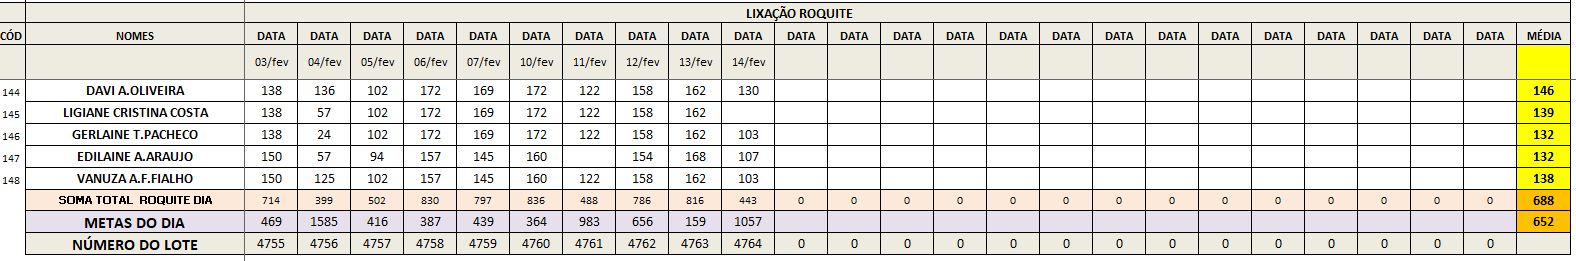 LIXAÇÃO ROQUITE
CÓD NOMES DATA DATA DATA DATA DATA DATA DATA DATA DATA DATA DATA DATA DATA DATA DATA DATA DATA DATA DATA DATA DATA DATA DATA DATA MÉDIA
03/fev 04/fev 05/fev 06/fev 07/fev 10/fev 11/fev 12/fev 13/fev 14/fev
144 DAVI A.OLIVEIRA 138 136 102 172 169 172 122 158 162 130 146
145 LIGIANE CRISTINA COSTA 138 57 102 172 169 172 122 158 162 139
146 GERLAINE T.PACHECO 138 24 102 172 169 172 122 158 162 103 132
147 EDILAINE A.ARAUJO 150 57 94 157 145 160 154 168 107 132
148 VANUZA A.F.FIALHO 150 125 102 157 145 160 122 158 162 103 138
SOMA TOTAL ROQUITE DIA 714 399 502 830 797 836 488 786 816 443 0 0 0 0 0 0 0 0 0 0 0 0 0 0 688
METAS DO DIA 469 1585 416 387 439 364 983 656 159 1057 652
NÚMERO DO LOTE 4755 4756 4757 4758 4759 4760 4761 4762 4763 4764 0 0 0 0 0 0 0 0 0 0 0 0 0 0